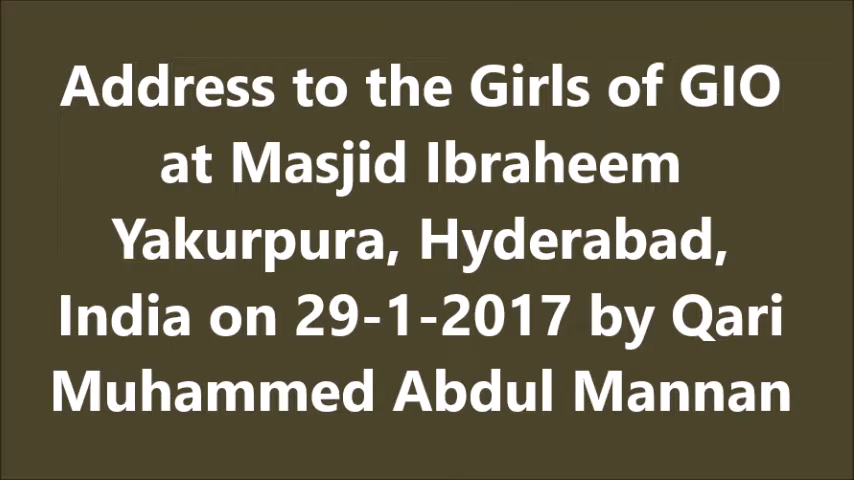 Address to the Girls of GIO
at Masjid Ibraheem
Yakurpura, Hyderabad,
India on 29-1-2017 by Qari
Muhammed Abdul Mannan